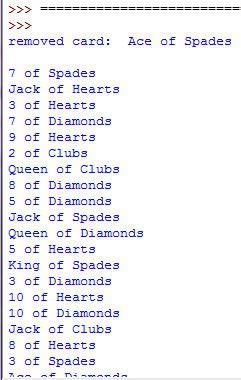 >>> ========================
>>>
removed card:  Ace of Spades

7 of Spades
Jack of Hearts
3 of Hearts
7 of Diamonds
9 of Hearts
2 of Clubs
Queen of Clubs
8 of Diamonds
5 of Diamonds
Jack of Spades
Queen of Diamonds
5 of Hearts
King of Spades
3 of Diamonds
10 of Hearts
10 of Diamonds
Jack of Clubs
8 of Hearts
3 of Spades
Ace of Diamonds